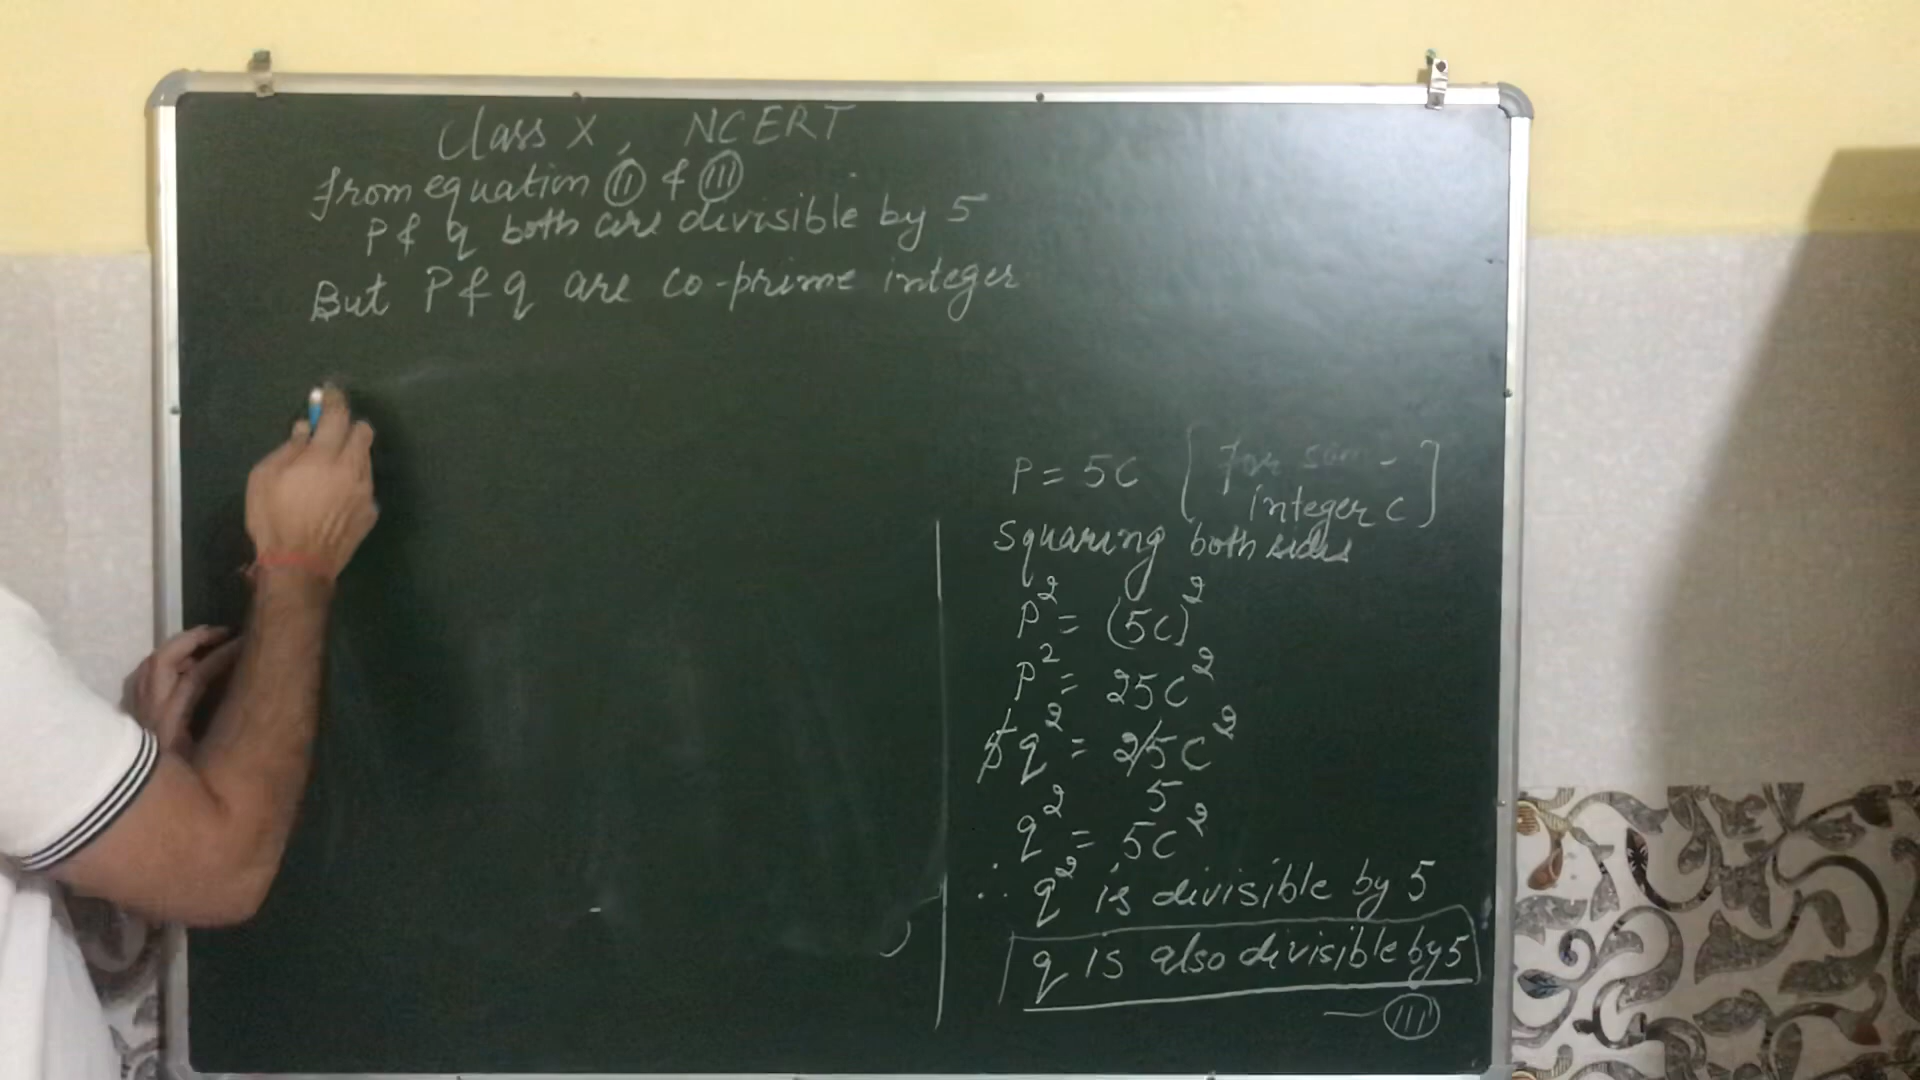 Class X, NCERT
from equation (II) & (III)
P & q both are divisible by 5
But P & q are co-prime integer
P = 5C [for some
integer c]
Squaring both sides
P² = (5C)²
P² = 25C²
5q² = 25C²
5
q² = 5C²
∴ q² is divisible by 5
q is also divisible by 5
— (III)